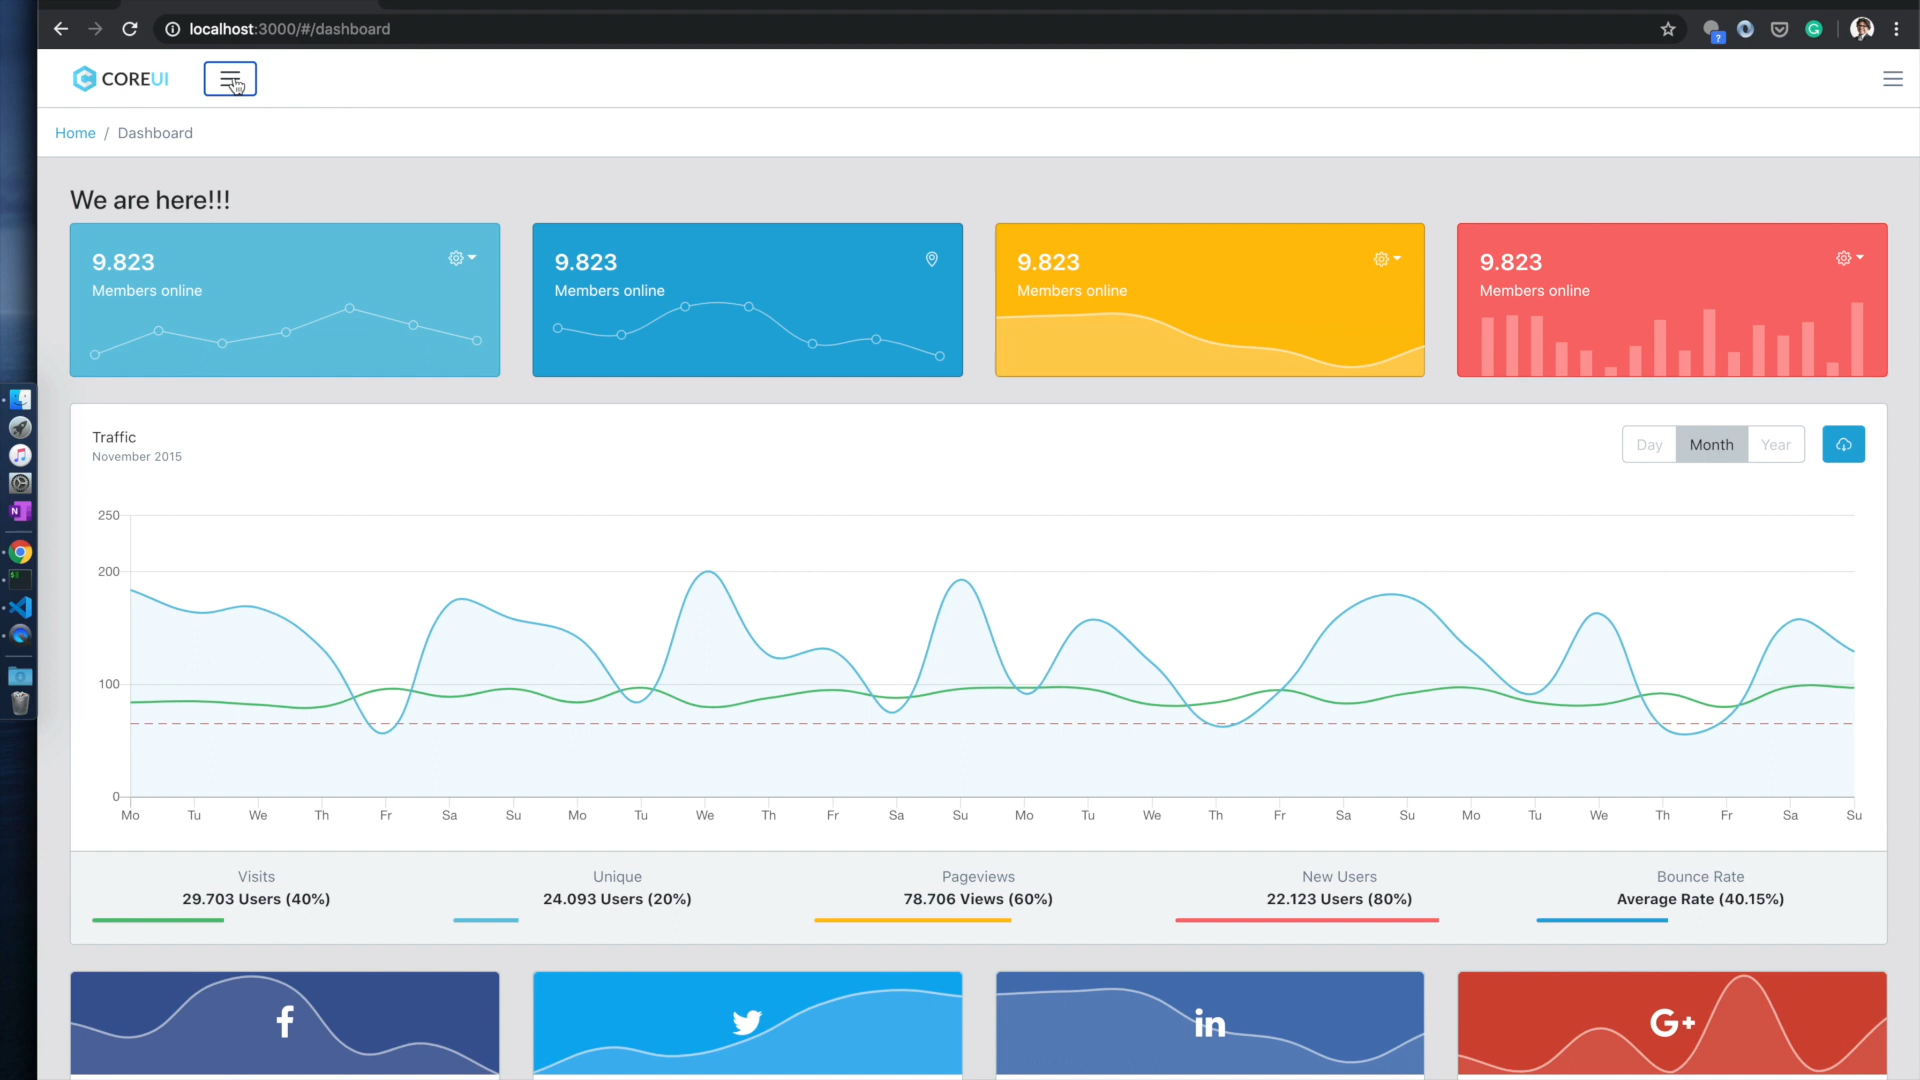 localhost:3000/#/dashboard
COREUI
Home / Dashboard
We are here!!!
9.823
Members online
9.823
Members online
9.823
Members online
9.823
Members online
Traffic
November 2015
Day Month Year
250
200
100
0
Mo Tu We Th Fr Sa Su Mo Tu We Th Fr Sa Su Mo Tu We Th Fr Sa Su Mo Tu We Th Fr Sa Su
Visits
29.703 Users (40%)
Unique
24.093 Users (20%)
Pageviews
78.706 Views (60%)
New Users
22.123 Users (80%)
Bounce Rate
Average Rate (40.15%)
f
in
G+